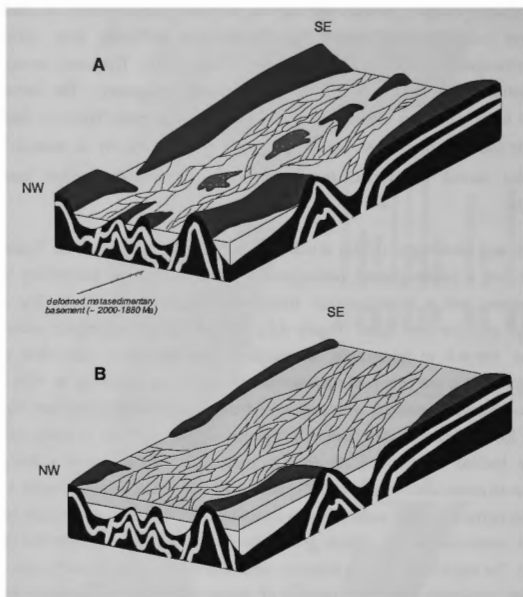 SE
A
NW
deformed metasedimentary
basement (~ 2000-1880 Ma)
SE
B
NW